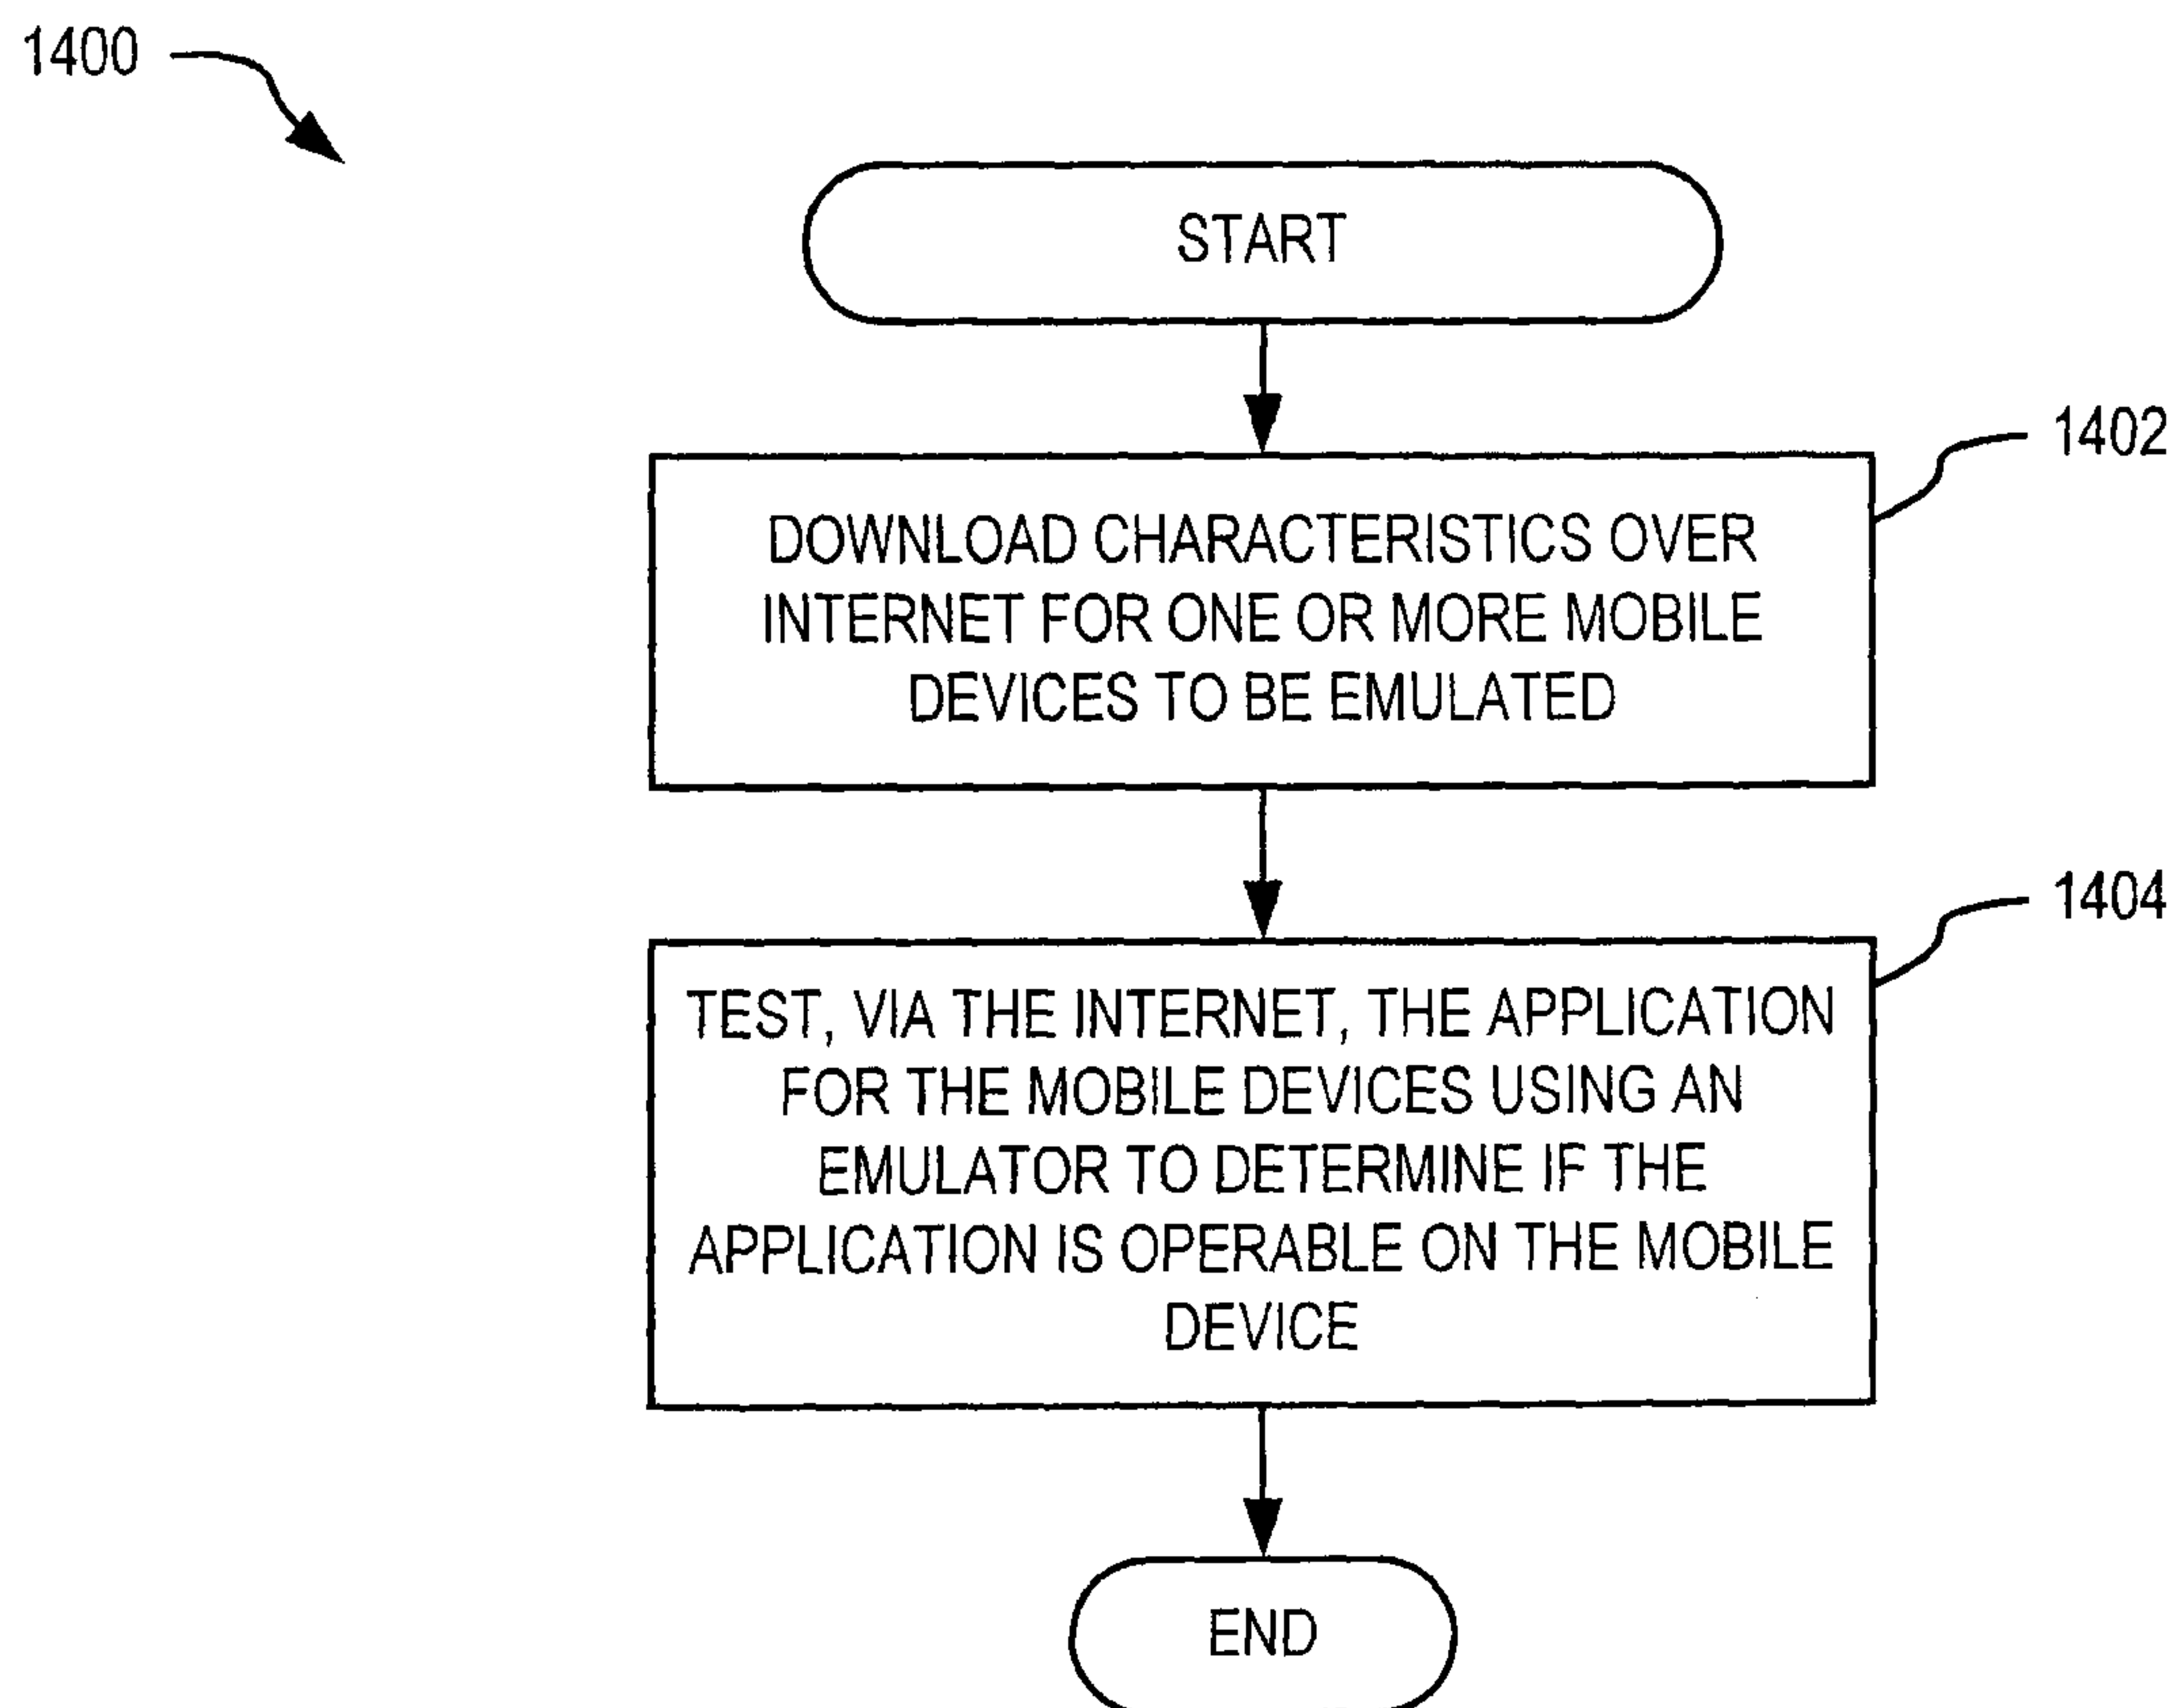 1400
START
1402
DOWNLOAD CHARACTERISTICS OVER
INTERNET FOR ONE OR MORE MOBILE
DEVICES TO BE EMULATED
1404
TEST, VIA THE INTERNET, THE APPLICATION
FOR THE MOBILE DEVICES USING AN
EMULATOR TO DETERMINE IF THE
APPLICATION IS OPERABLE ON THE MOBILE
DEVICE
END